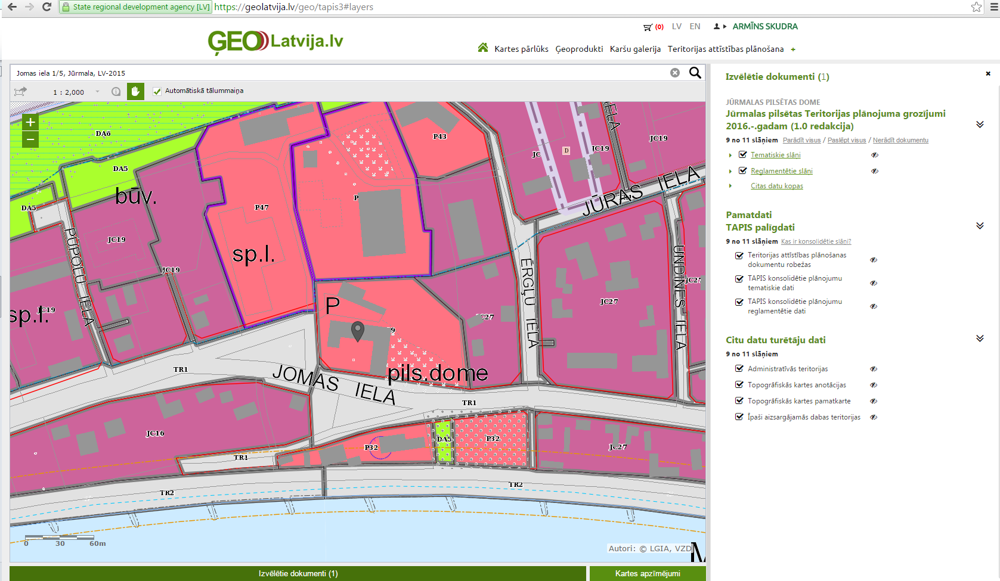 State regional development agency [LV] https://geolatvija.lv/geo/tapis3#layers
(0) LV EN ARMĪNS SKUDRA
ĢEO Latvija.lv
Kartes pārlūks Ģeoprodukti Karšu galerija Teritorijas attīstības plānošana +
Jomas iela 1/5, Jūrmala, LV-2015
1 : 2,000 Automātiskā tālummaiņa
+
−
DA6
DA5
būv.
DA5
P43
JC
D
JC19
JC19
IELA
JŪRAS IELA
P47
P
sp.l.
JC19
JC19
PŪPOLU IELA
sp.l.
JC19
P
9
ĒRGĻU IELA
JC27
UNDĪNES IELA
JC27
pils.dome
TR1
JOMAS IELA
TR1
JC16
P32
DA5
P32
TR1
TR2
TR2
0 30 60m
Autori: © LGIA, VZD
M
Izvēlētie dokumenti (1)
Kartes apzīmējumi
Izvēlētie dokumenti (1)
JŪRMALAS PILSĒTAS DOME
Jūrmalas pilsētas Teritorijas plānojuma grozījumi
2016.-.gadam (1.0 redakcija)
9 no 11 slāņiem Parādīt visus / Paslēpt visus / Nerādīt dokumentu
Tematiskie slāņi
Reglamentētie slāņi
Citas datu kopas
Pamatdati
TAPIS palīgdati
9 no 11 slāņiem Kas ir konsolidētie slāņi?
Teritorijas attīstības plānošanas
dokumentu robežas
TAPIS konsolidētie plānojumu
tematiskie dati
TAPIS konsolidētie plānojumu
reglamentētie dati
Citu datu turētāju dati
9 no 11 slāņiem
Administratīvās teritorijas
Topogrāfiskās kartes anotācijas
Topogrāfiskās kartes pamatkarte
Īpaši aizsargājamās dabas teritorijas